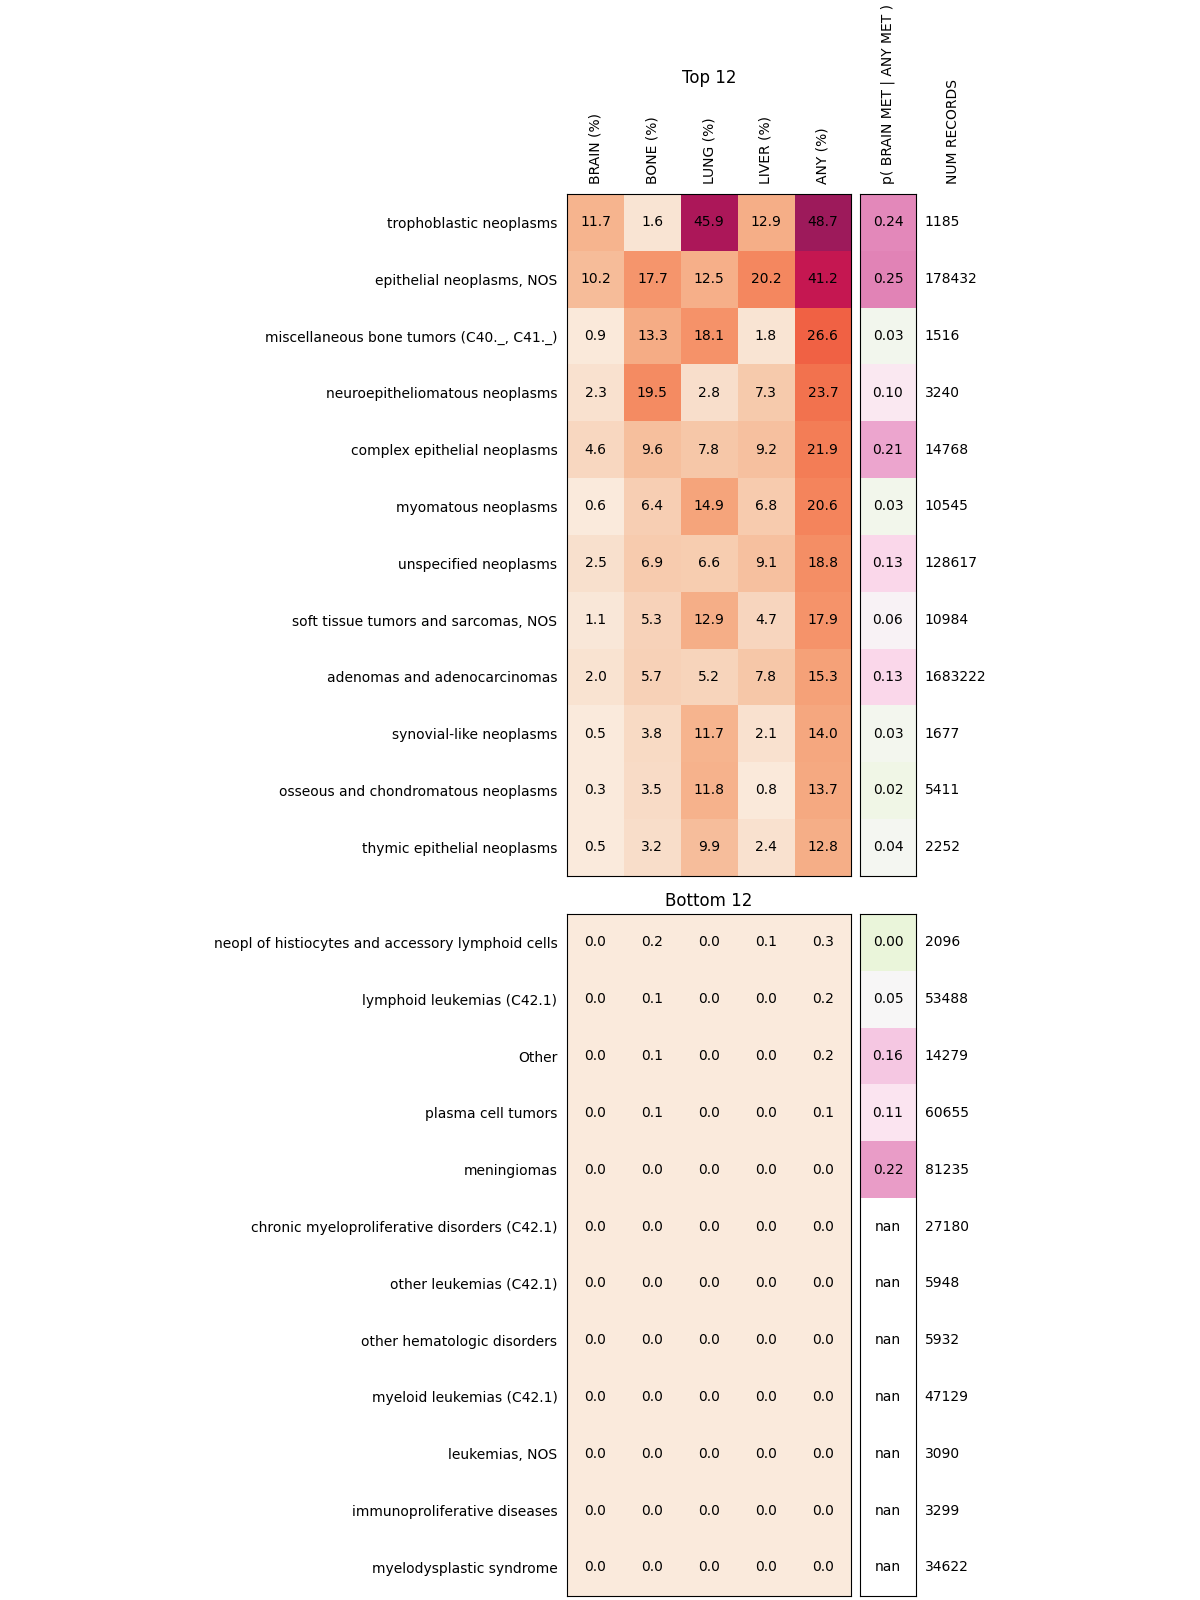 Top 12
BRAIN (%) BONE (%) LUNG (%) LIVER (%) ANY (%) p( BRAIN MET | ANY MET ) NUM RECORDS
trophoblastic neoplasms 11.7 1.6 45.9 12.9 48.7 0.24 1185
epithelial neoplasms, NOS 10.2 17.7 12.5 20.2 41.2 0.25 178432
miscellaneous bone tumors (C40._, C41._) 0.9 13.3 18.1 1.8 26.6 0.03 1516
neuroepitheliomatous neoplasms 2.3 19.5 2.8 7.3 23.7 0.10 3240
complex epithelial neoplasms 4.6 9.6 7.8 9.2 21.9 0.21 14768
myomatous neoplasms 0.6 6.4 14.9 6.8 20.6 0.03 10545
unspecified neoplasms 2.5 6.9 6.6 9.1 18.8 0.13 128617
soft tissue tumors and sarcomas, NOS 1.1 5.3 12.9 4.7 17.9 0.06 10984
adenomas and adenocarcinomas 2.0 5.7 5.2 7.8 15.3 0.13 1683222
synovial-like neoplasms 0.5 3.8 11.7 2.1 14.0 0.03 1677
osseous and chondromatous neoplasms 0.3 3.5 11.8 0.8 13.7 0.02 5411
thymic epithelial neoplasms 0.5 3.2 9.9 2.4 12.8 0.04 2252
Bottom 12
neopl of histiocytes and accessory lymphoid cells 0.0 0.2 0.0 0.1 0.3 0.00 2096
lymphoid leukemias (C42.1) 0.0 0.1 0.0 0.0 0.2 0.05 53488
Other 0.0 0.1 0.0 0.0 0.2 0.16 14279
plasma cell tumors 0.0 0.1 0.0 0.0 0.1 0.11 60655
meningiomas 0.0 0.0 0.0 0.0 0.0 0.22 81235
chronic myeloproliferative disorders (C42.1) 0.0 0.0 0.0 0.0 0.0 nan 27180
other leukemias (C42.1) 0.0 0.0 0.0 0.0 0.0 nan 5948
other hematologic disorders 0.0 0.0 0.0 0.0 0.0 nan 5932
myeloid leukemias (C42.1) 0.0 0.0 0.0 0.0 0.0 nan 47129
leukemias, NOS 0.0 0.0 0.0 0.0 0.0 nan 3090
immunoproliferative diseases 0.0 0.0 0.0 0.0 0.0 nan 3299
myelodysplastic syndrome 0.0 0.0 0.0 0.0 0.0 nan 34622